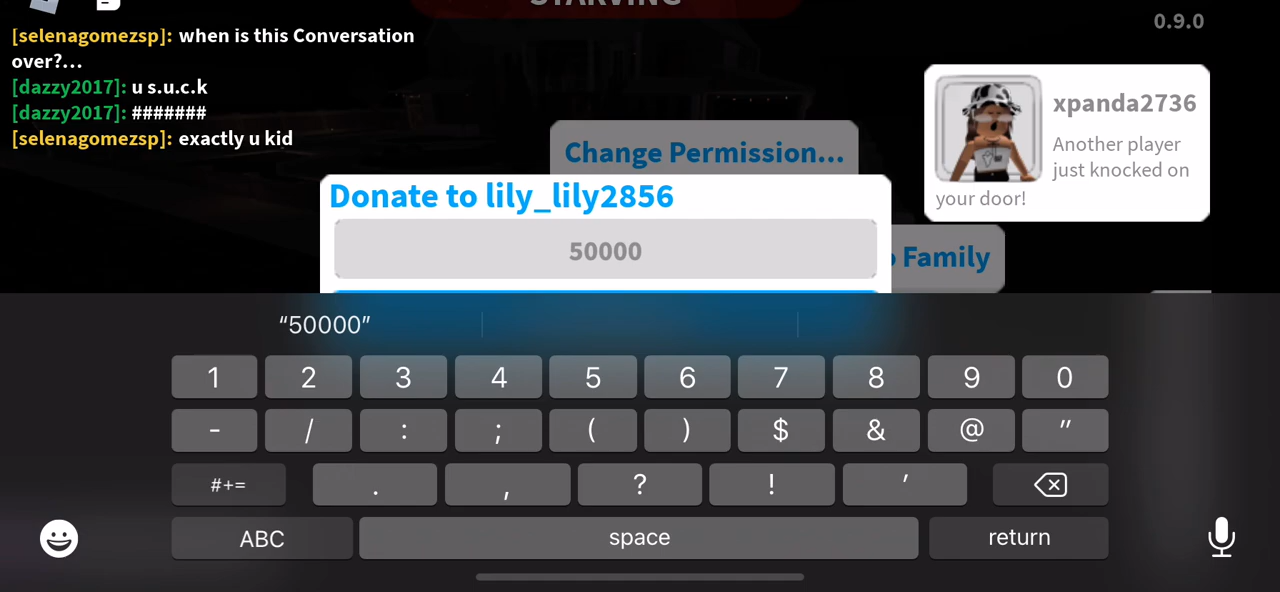 STARVING
0.9.0
[selenagomezsp]: when is this Conversation
over?...
[dazzy2017]: u s.u.c.k
[dazzy2017]: #######
[selenagomezsp]: exactly u kid
xpanda2736
Another player
just knocked on
your door!
Change Permission...
Donate to lily_lily2856
50000
Family
“50000”
1 2 3 4 5 6 7 8 9 0
- / : ; ( ) $ & @ "
#+= . , ? ! '
ABC space return